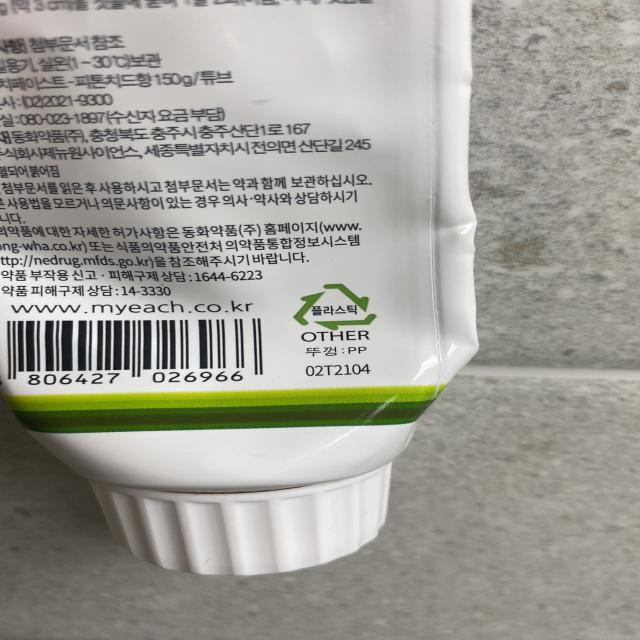 첨부문서 참조
실온(1~30℃)보관
치페이스트-피톤치드향 150g/튜브
(02)2021-9300
080-023-1897(수신자 요금 부담)
동화약품(주), 충청북도 충주시 충주산단1로 167
주식회사제뉴원사이언스, 세종특별자치시 전의면 산단길 245
첨부문서를 읽은 후 사용하시고 첨부문서는 약과 함께 보관하십시오.
사용법을 모르거나 의문사항이 있는 경우 의사·약사와 상담하시기
니다.
의약품에 대한 자세한 허가사항은 동화약품(주) 홈페이지(www.
ong-wha.co.kr) 또는 식품의약품안전처 의약품통합정보시스템
ttp://nedrug.mfds.go.kr)을 참조해주시기 바랍니다.
약품 부작용 신고·피해구제 상담:1644-6223
약품 피해구제 상담:14-3330
www.myeach.co.kr
플라스틱
OTHER
뚜껑:PP
02T2104
806427 026966